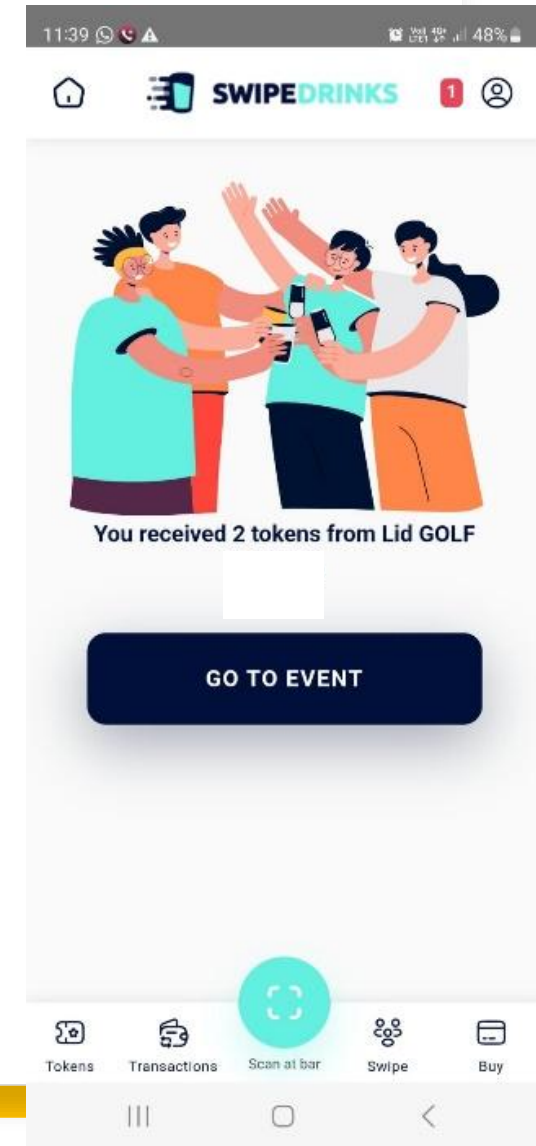 11:39 48%
SWIPEDRINKS 1
You received 2 tokens from Lid GOLF
GO TO EVENT
Tokens Transactions Scan at bar Swipe Buy